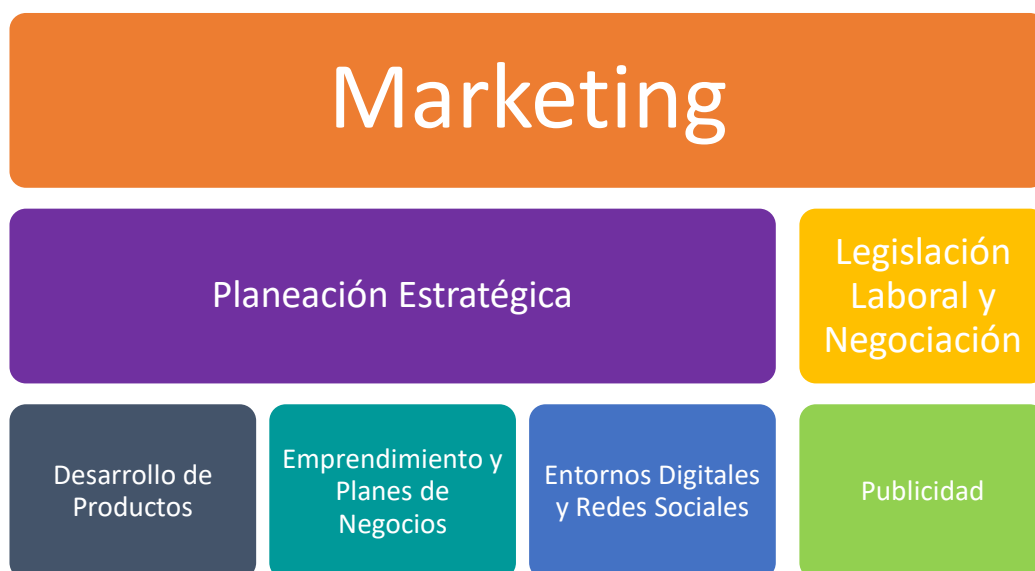 Marketing
Planeación Estratégica
Legislación
Laboral y
Negociación
Desarrollo de
Productos
Emprendimiento y
Planes de
Negocios
Entornos Digitales
y Redes Sociales
Publicidad